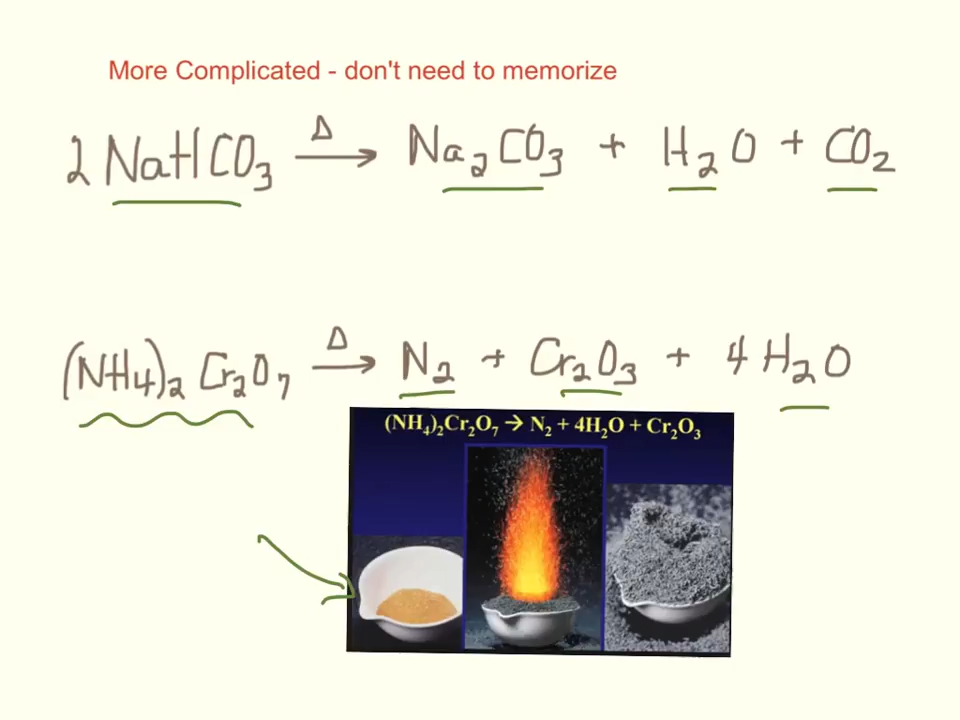 More Complicated - don't need to memorize
2 NaHCO₃ —Δ→ Na₂CO₃ + H₂O + CO₂
(NH₄)₂ Cr₂O₇ —Δ→ N₂ + Cr₂O₃ + 4 H₂O
(NH₄)₂Cr₂O₇ → N₂ + 4H₂O + Cr₂O₃